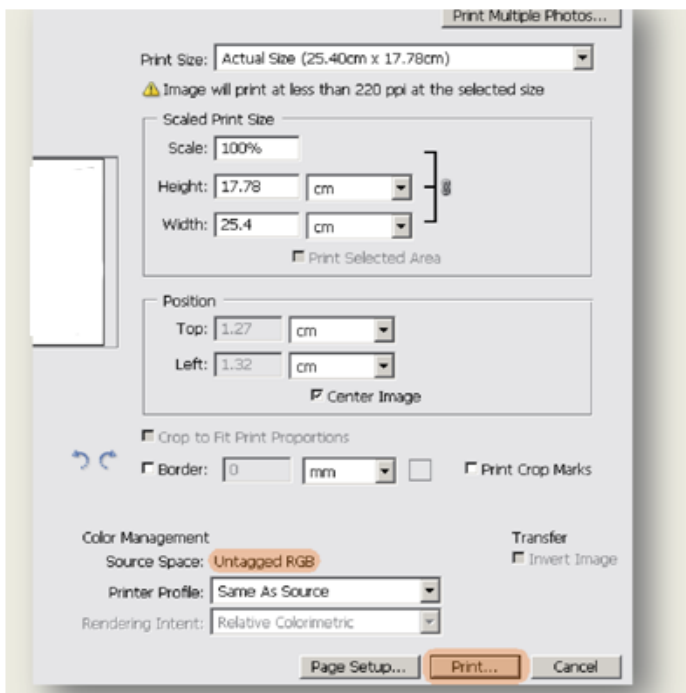 Print Multiple Photos...
Print Size: Actual Size (25.40cm x 17.78cm)
Image will print at less than 220 ppi at the selected size
Scaled Print Size
Scale: 100%
Height: 17.78 cm
Width: 25.4 cm
Print Selected Area
Position
Top: 1.27 cm
Left: 1.32 cm
Center Image
Crop to Fit Print Proportions
Border: 0 mm Print Crop Marks
Color Management Transfer
Source Space: Untagged RGB Invert Image
Printer Profile: Same As Source
Rendering Intent: Relative Colorimetric
Page Setup... Print... Cancel